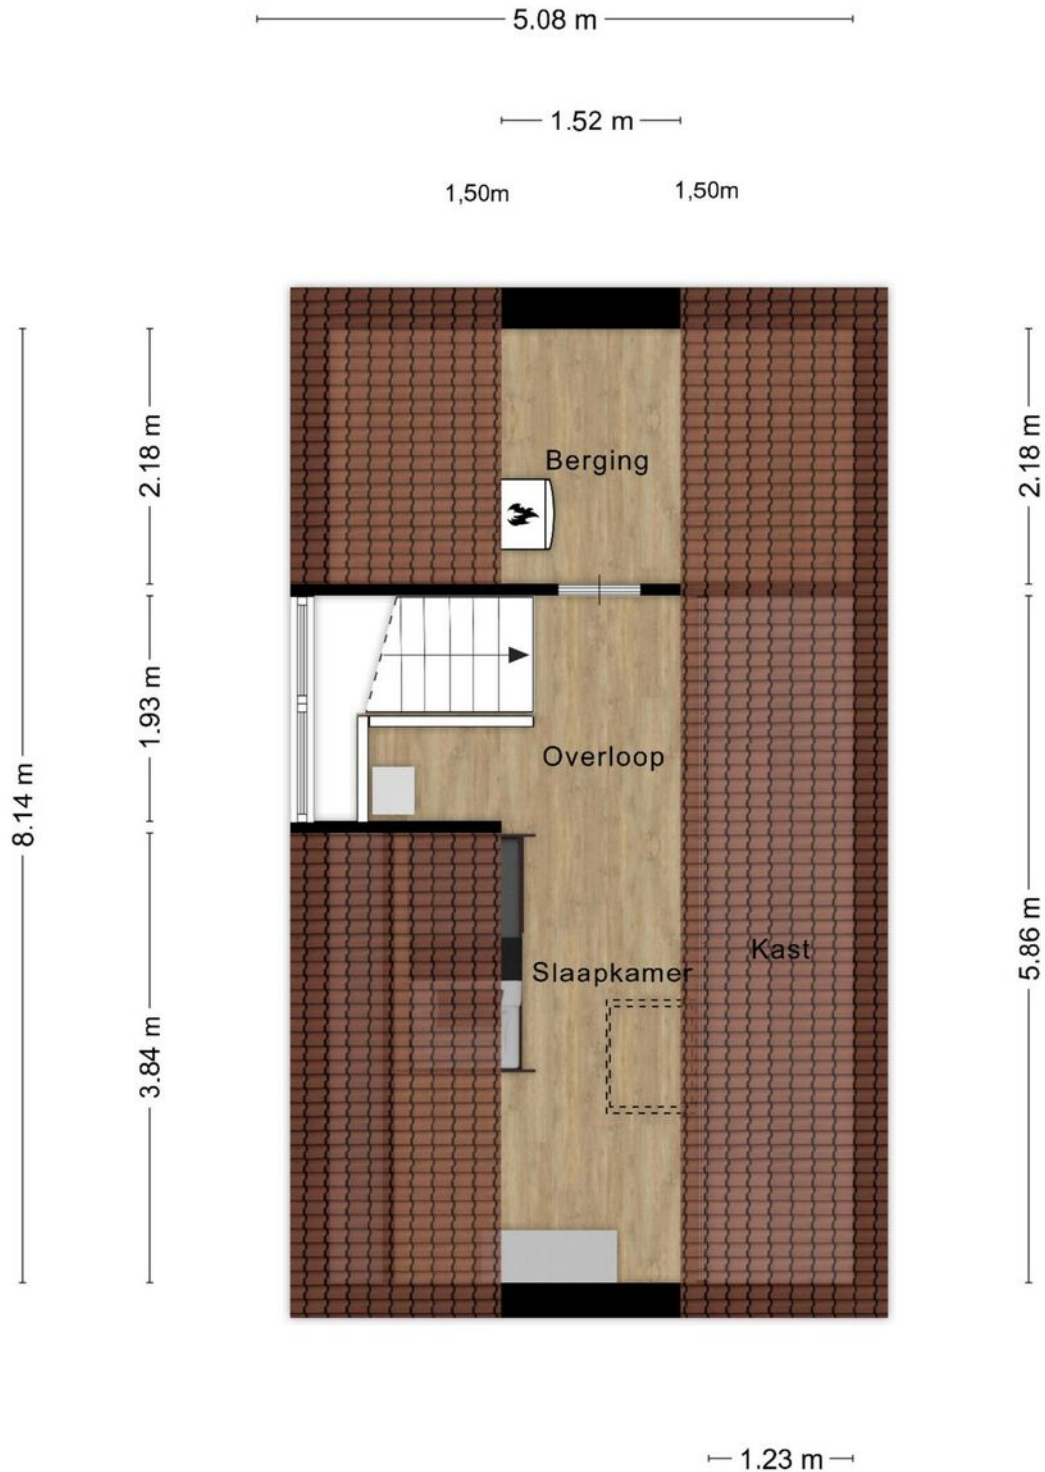 5.08 m
1.52 m
1,50m
1,50m
2.18 m
2.18 m
Berging
1.93 m
Overloop
8.14 m
Kast
5.86 m
Slaapkamer
3.84 m
1.23 m